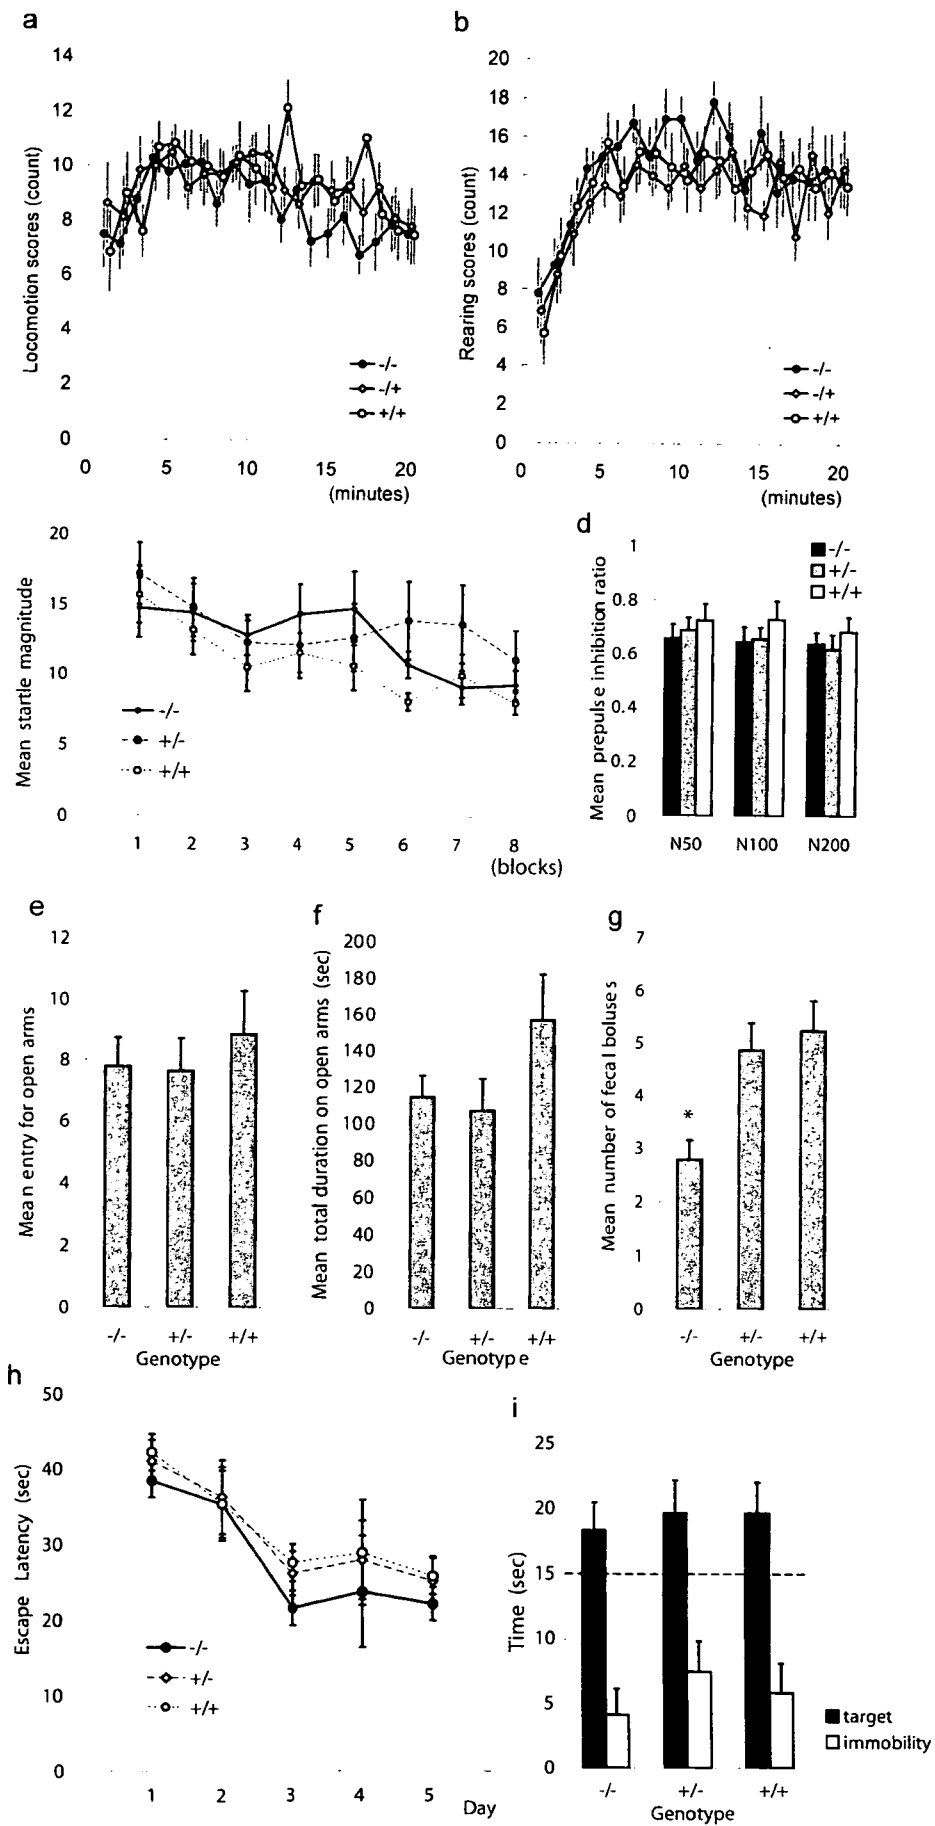 a
14
12
10
8
6
4
2
0
Locomotion scores (count)
-/-
-/+
+/+
0 5 10 15 20
(minutes)
b
20
18
16
14
12
10
8
6
4
2
0
Rearing scores (count)
-/-
-/+
+/+
0 5 10 15 20
(minutes)
20
15
10
5
0
Mean startle magnitude
-/-
+/-
+/+
1 2 3 4 5 6 7 8
(blocks)
d
1
0.8
0.6
0.4
0.2
0
Mean prepulse inhibition ratio
-/-
+/-
+/+
N50 N100 N200
e
12
10
8
6
4
2
0
Mean entry for open arms
-/- +/- +/+
Genotype
f
200
180
160
140
120
100
80
60
40
20
0
Mean total duration on open arms (sec)
-/- +/- +/+
Genotype
g
7
6
5
4
3
2
1
0
Mean number of fecal boluses
*
-/- +/- +/+
Genotype
h
50
40
30
20
10
0
Escape Latency (sec)
-/-
+/-
+/+
1 2 3 4 5
Day
i
25
20
15
10
5
0
Time (sec)
target
immobility
-/- +/- +/+
Genotype